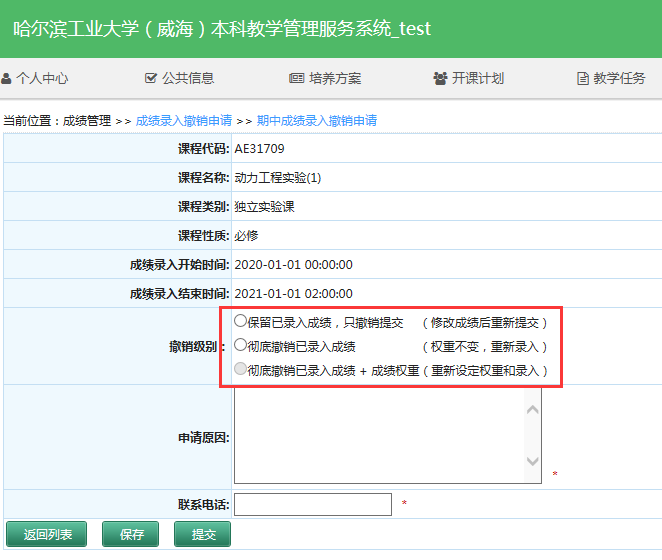 哈尔滨工业大学（威海）本科教学管理服务系统_test
个人中心 公共信息 培养方案 开课计划 教学任务
当前位置：成绩管理 >> 成绩录入撤销申请 >> 期中成绩录入撤销申请
课程代码: AE31709
课程名称: 动力工程实验(1)
课程类别: 独立实验课
课程性质: 必修
成绩录入开始时间: 2020-01-01 00:00:00
成绩录入结束时间: 2021-01-01 02:00:00
保留已录入成绩，只撤销提交 （修改成绩后重新提交）
撤销级别： 彻底撤销已录入成绩 （权重不变，重新录入）
彻底撤销已录入成绩 + 成绩权重（重新设定权重和录入）
申请原因: *
联系电话: *
返回列表 保存 提交